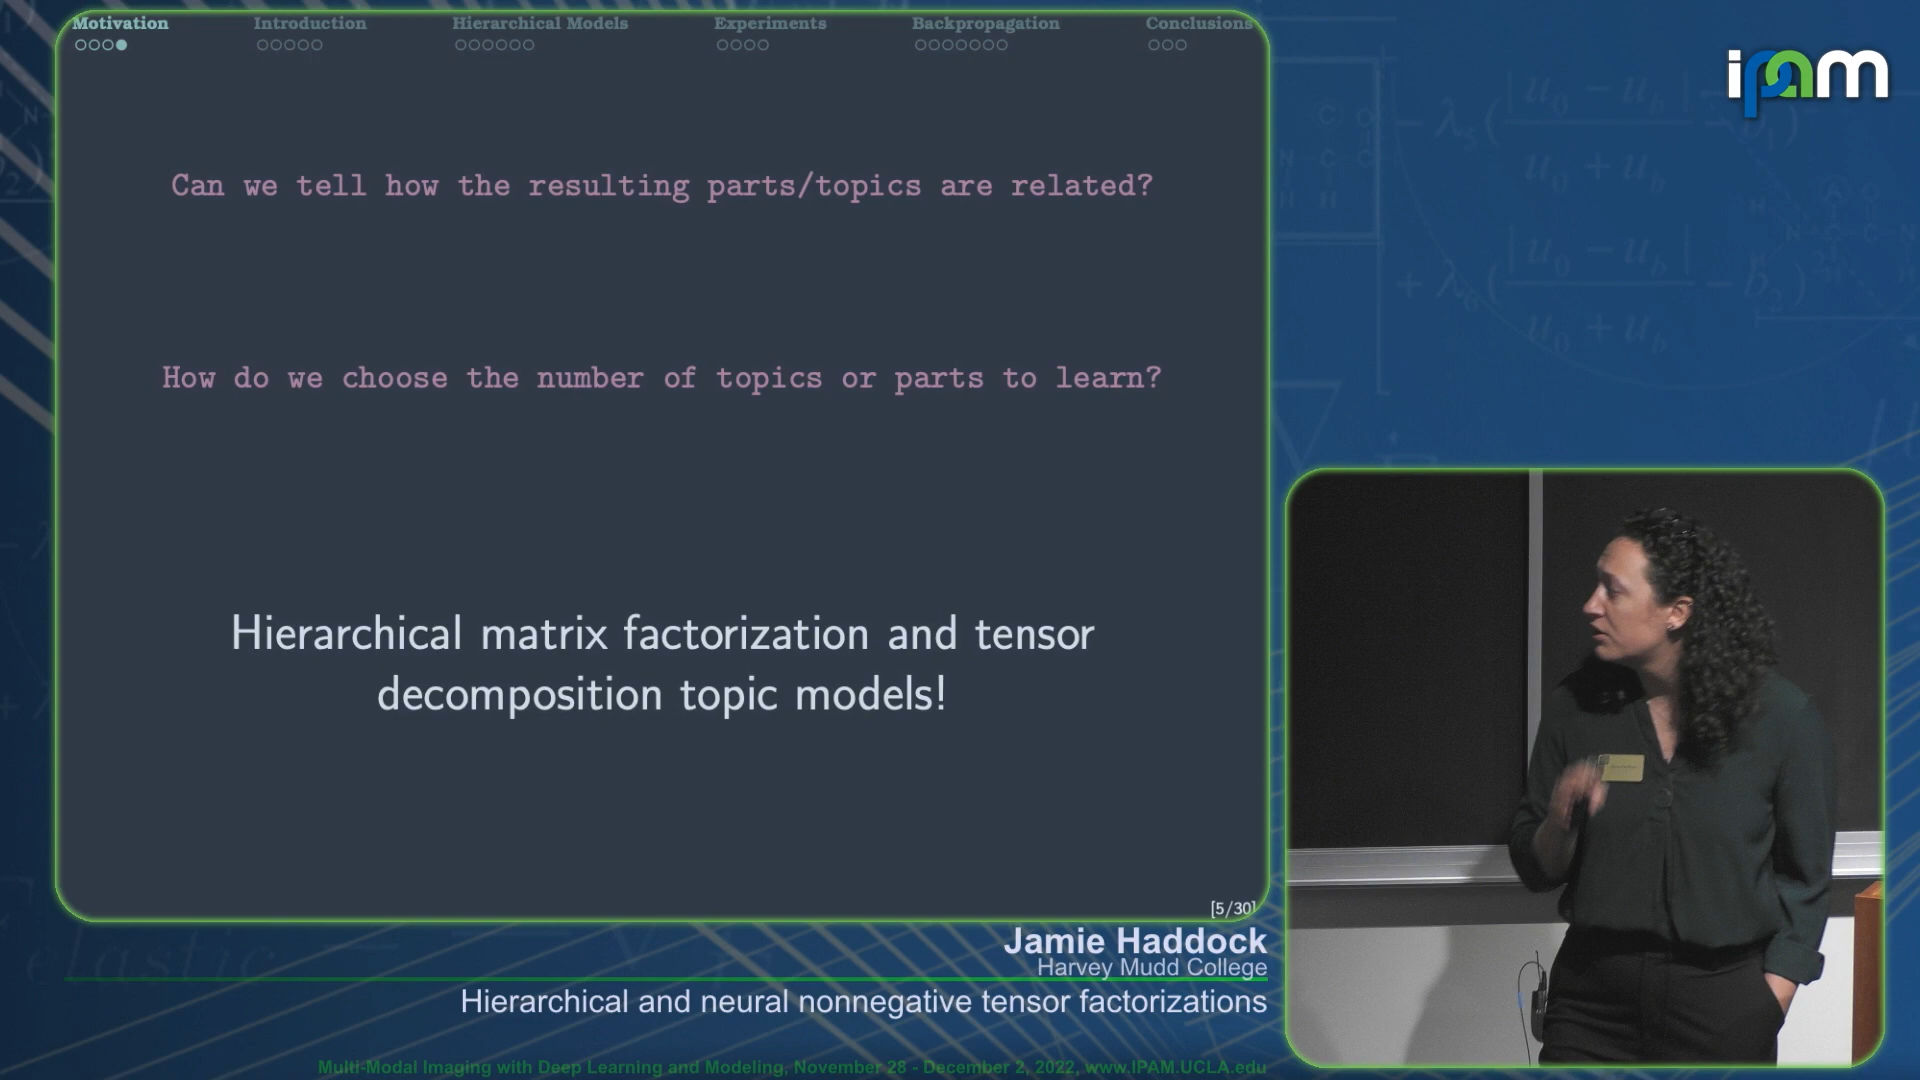 Motivation
Introduction
Hierarchical Models
Experiments
Backpropagation
Conclusions
ipam
Can we tell how the resulting parts/topics are related?
How do we choose the number of topics or parts to learn?
Hierarchical matrix factorization and tensor
decomposition topic models!
[5/30]
Jamie Haddock
Harvey Mudd College
Hierarchical and neural nonnegative tensor factorizations
Multi-Modal Imaging with Deep Learning and Modeling, November 28 - December 2, 2022, www.IPAM.UCLA.edu